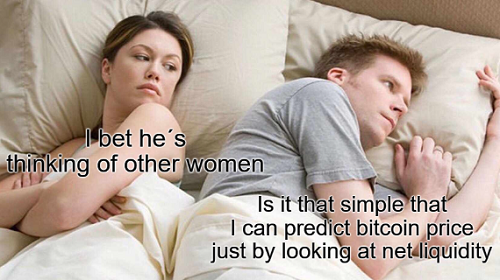 I bet he´s
thinking of other women
Is it that simple that
I can predict bitcoin price
just by looking at net liquidity